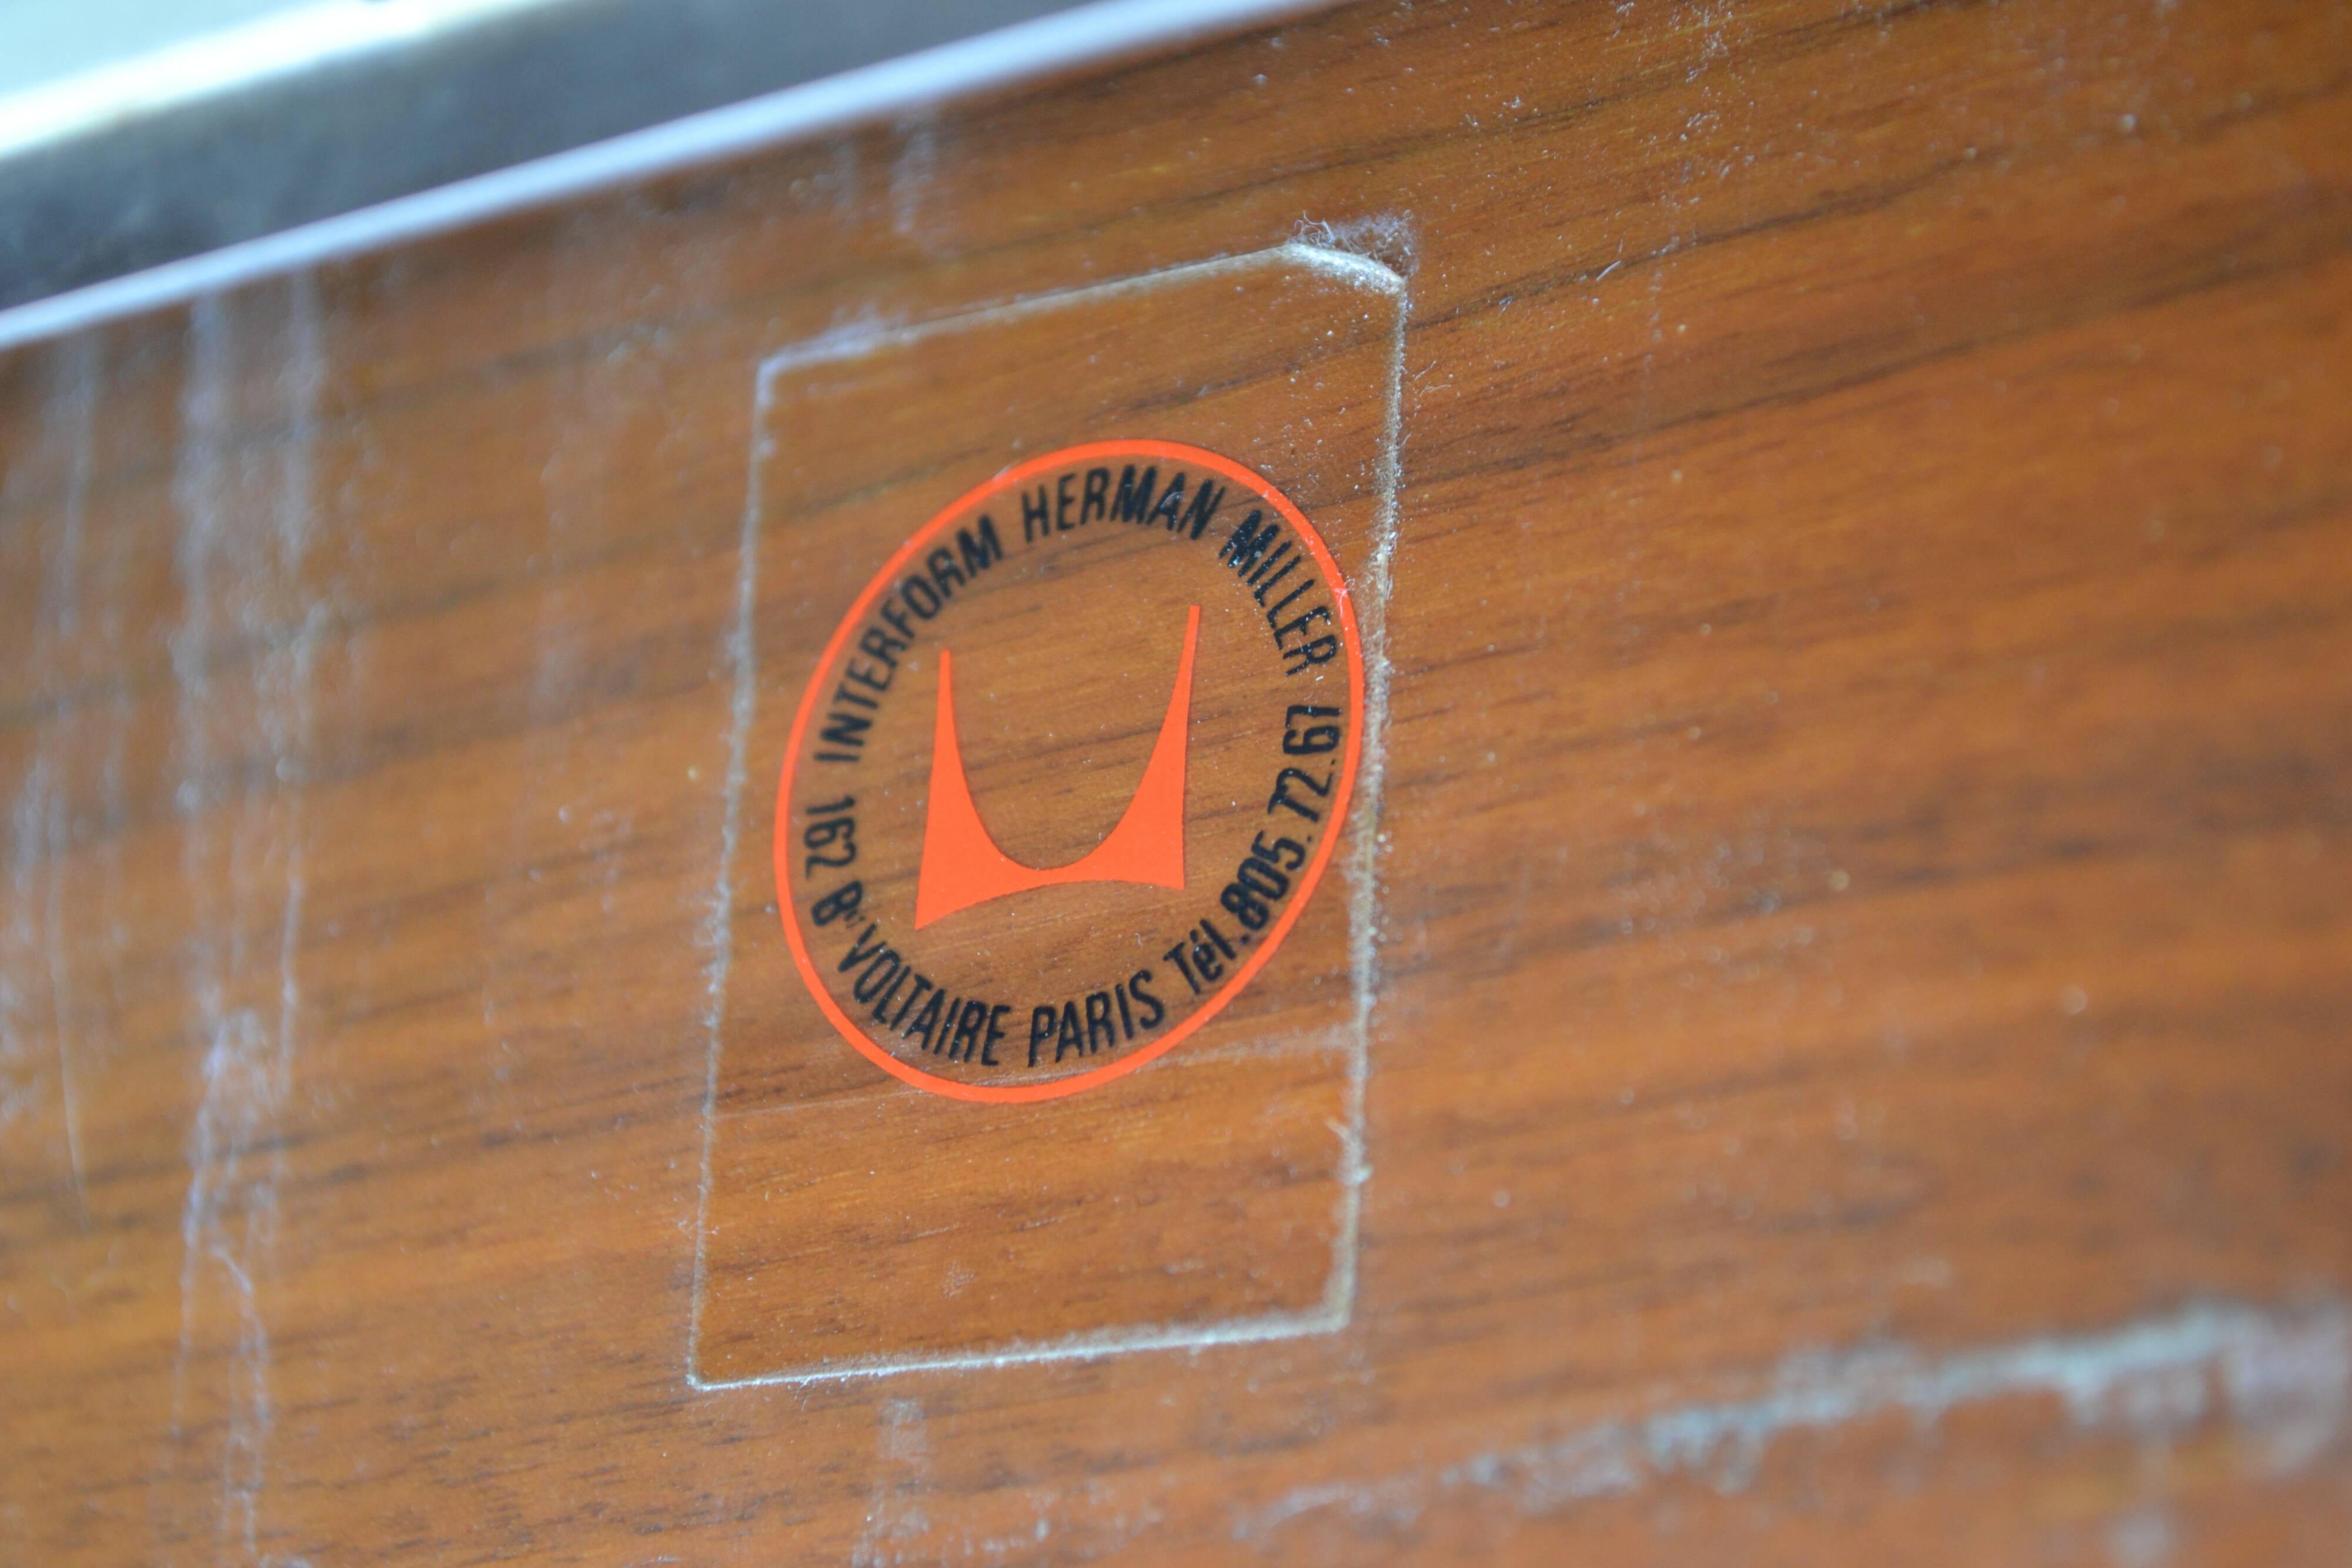 INTERFORM HERMAN MILLER
162 Bd VOLTAIRE PARIS Tél.805.72.67